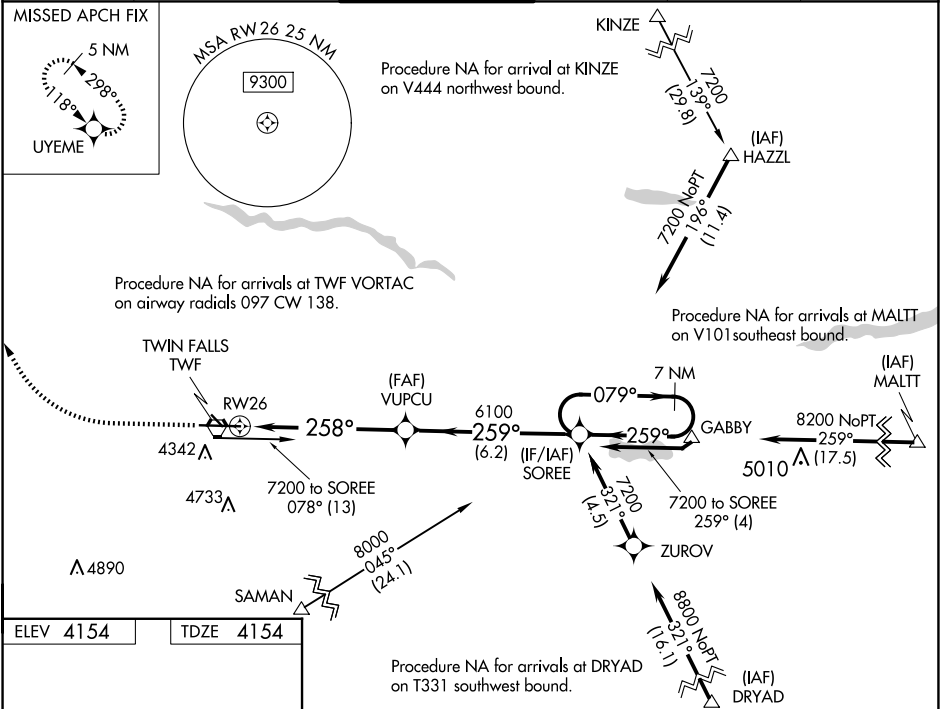 MISSED APCH FIX
5 NM
298°
118°
UYEME
MSA RW 26 25 NM
9300
Procedure NA for arrival at KINZE
on V444 northwest bound.
KINZE
7200
139°
(29.8)
(IAF)
HAZZL
7200 NoPT
196°
(11.4)
Procedure NA for arrivals at TWF VORTAC
on airway radials 097 CW 138.
Procedure NA for arrivals at MALTT
on V101southeast bound.
TWIN FALLS
TWF
RW26
258°
(FAF)
VUPCU
6100
259°
(6.2)
(IF/IAF)
SOREE
079°
7 NM
259°
GABBY
(IAF)
MALTT
8200 NoPT
259°
(17.5)
5010
4342
7200 to SOREE
078° (13)
7200 to SOREE
259° (4)
4733
4890
7200
321°
(4.5)
ZUROV
8000
045°
(24.1)
SAMAN
8800 NoPT
321°
(16.1)
(IAF)
DRYAD
Procedure NA for arrivals at DRYAD
on T331 southwest bound.
ELEV 4154
TDZE 4154